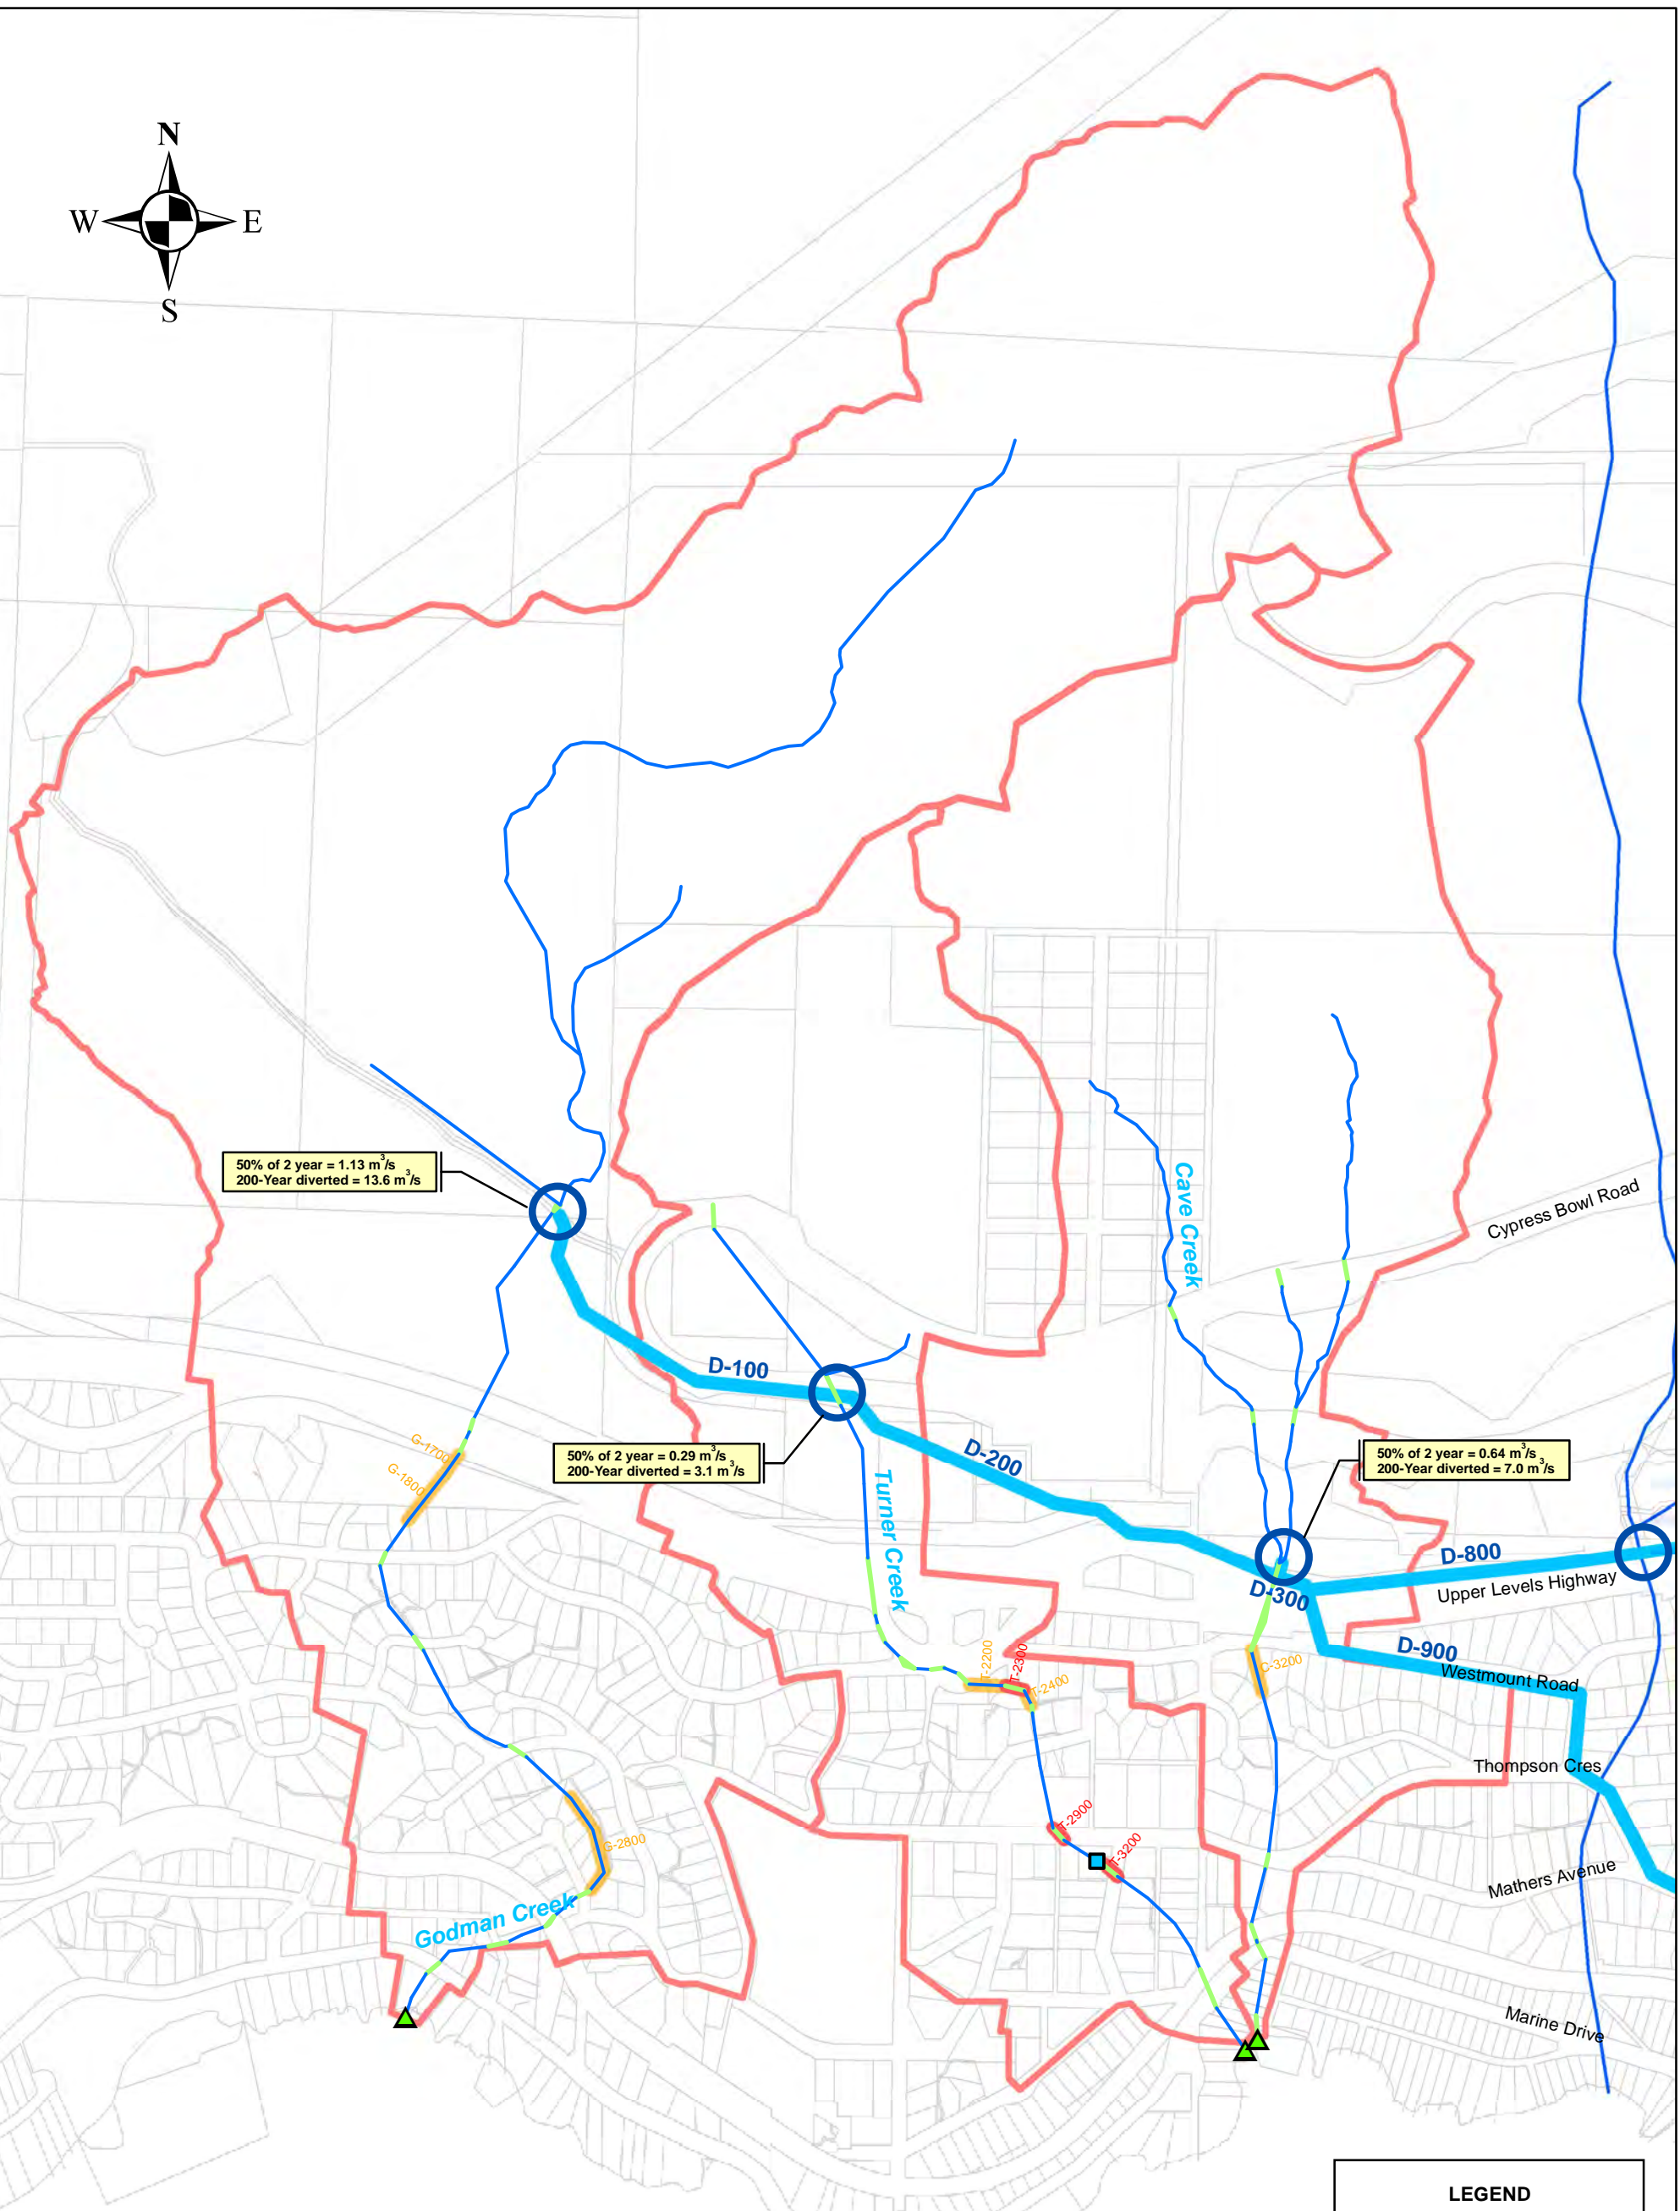 N
W E
S
Cave Creek
50% of 2 year = 1.13 m³/s
200-Year diverted = 13.6 m³/s
Cypress Bowl Road
D-100
50% of 2 year = 0.29 m³/s
200-Year diverted = 3.1 m³/s
D-200
50% of 2 year = 0.64 m³/s
200-Year diverted = 7.0 m³/s
G-1700
G-1800
Turner Creek
D-800
Upper Levels Highway
D-300
D-900
Westmount Road
T-2200
T-2300
T-2400
C-3200
Thompson Cres
T-2900
T-3200
G-2800
Mathers Avenue
Godman Creek
Marine Drive
LEGEND